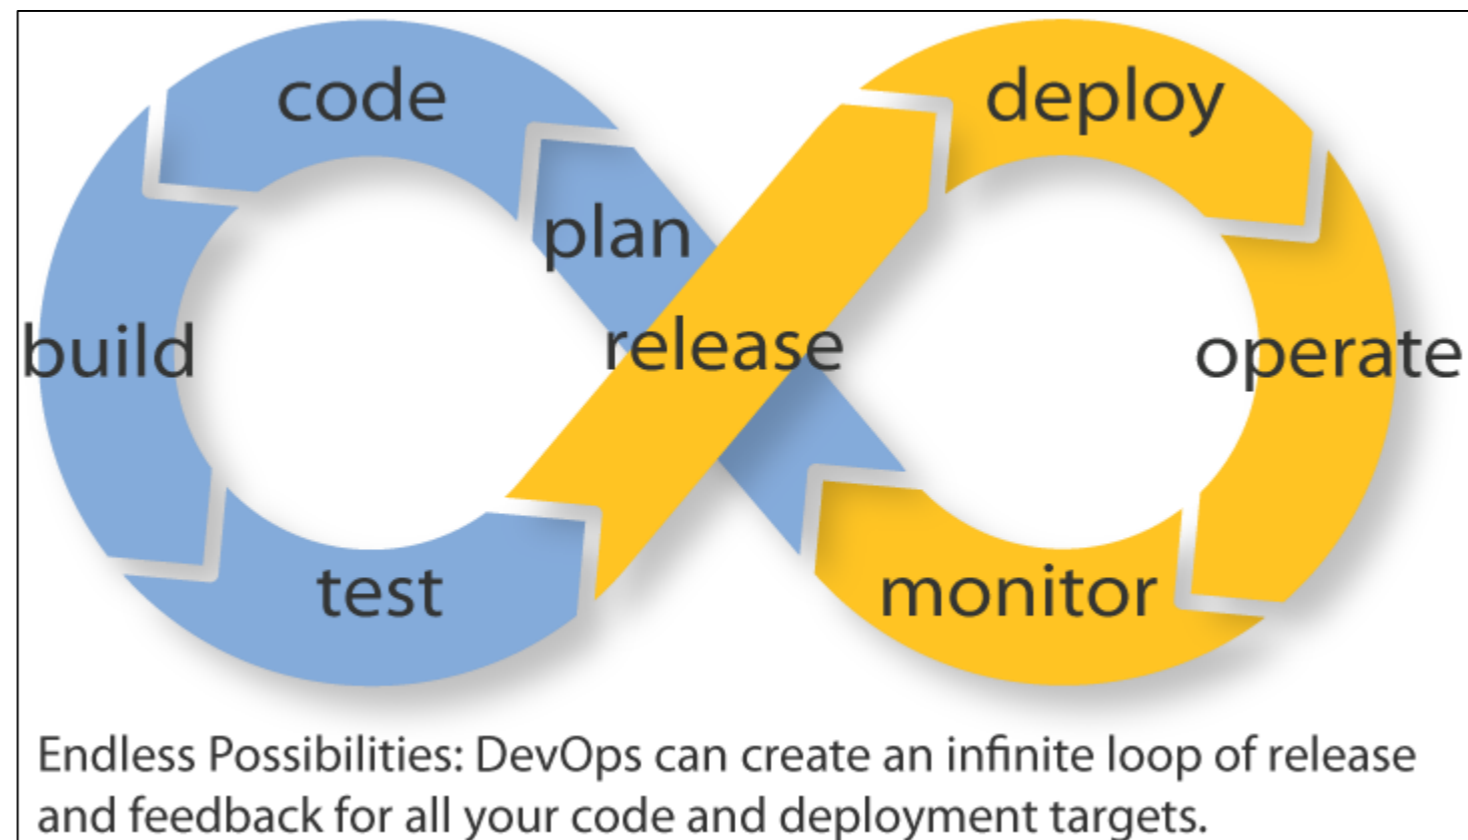 code
deploy
plan
release
build
operate
test
monitor
Endless Possibilities: DevOps can create an infinite loop of release
and feedback for all your code and deployment targets.